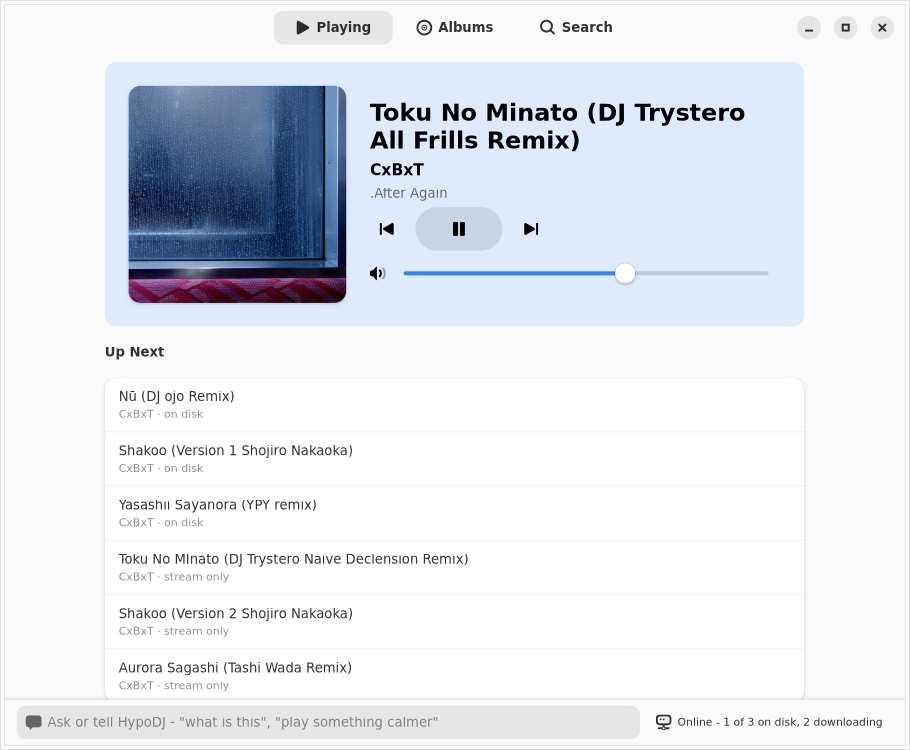 Playing
Albums
Search
Toku No Minato (DJ Trystero
All Frills Remix)
CxBxT
.After Again
Up Next
Nū (DJ ojo Remix)
CxBxT · on disk
Shakoo (Version 1 Shojiro Nakaoka)
CxBxT · on disk
Yasashii Sayanora (YPY remix)
CxBxT · on disk
Toku No MInato (DJ Trystero Naive Declension Remix)
CxBxT · stream only
Shakoo (Version 2 Shojiro Nakaoka)
CxBxT · stream only
Aurora Sagashi (Tashi Wada Remix)
CxBxT · stream only
Ask or tell HypoDJ - "what is this", "play something calmer"
Online - 1 of 3 on disk, 2 downloading